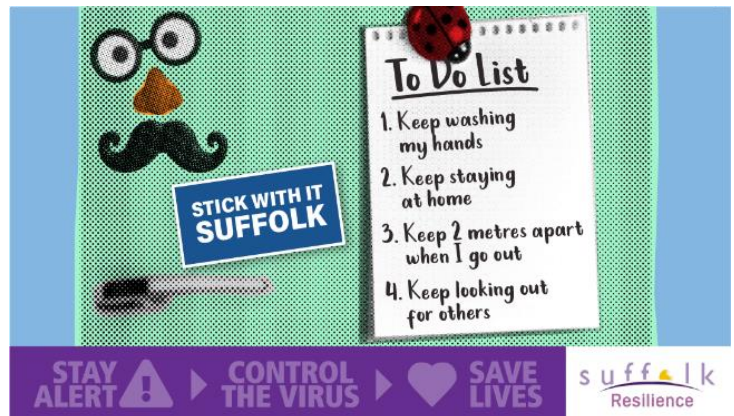 To Do List
1. Keep washing
my hands
2. Keep staying
at home
3. Keep 2 metres apart
when I go out
4. Keep looking out
for others
STICK WITH IT
SUFFOLK
STAY
ALERT
CONTROL
THE VIRUS
SAVE
LIVES
suffolk
Resilience